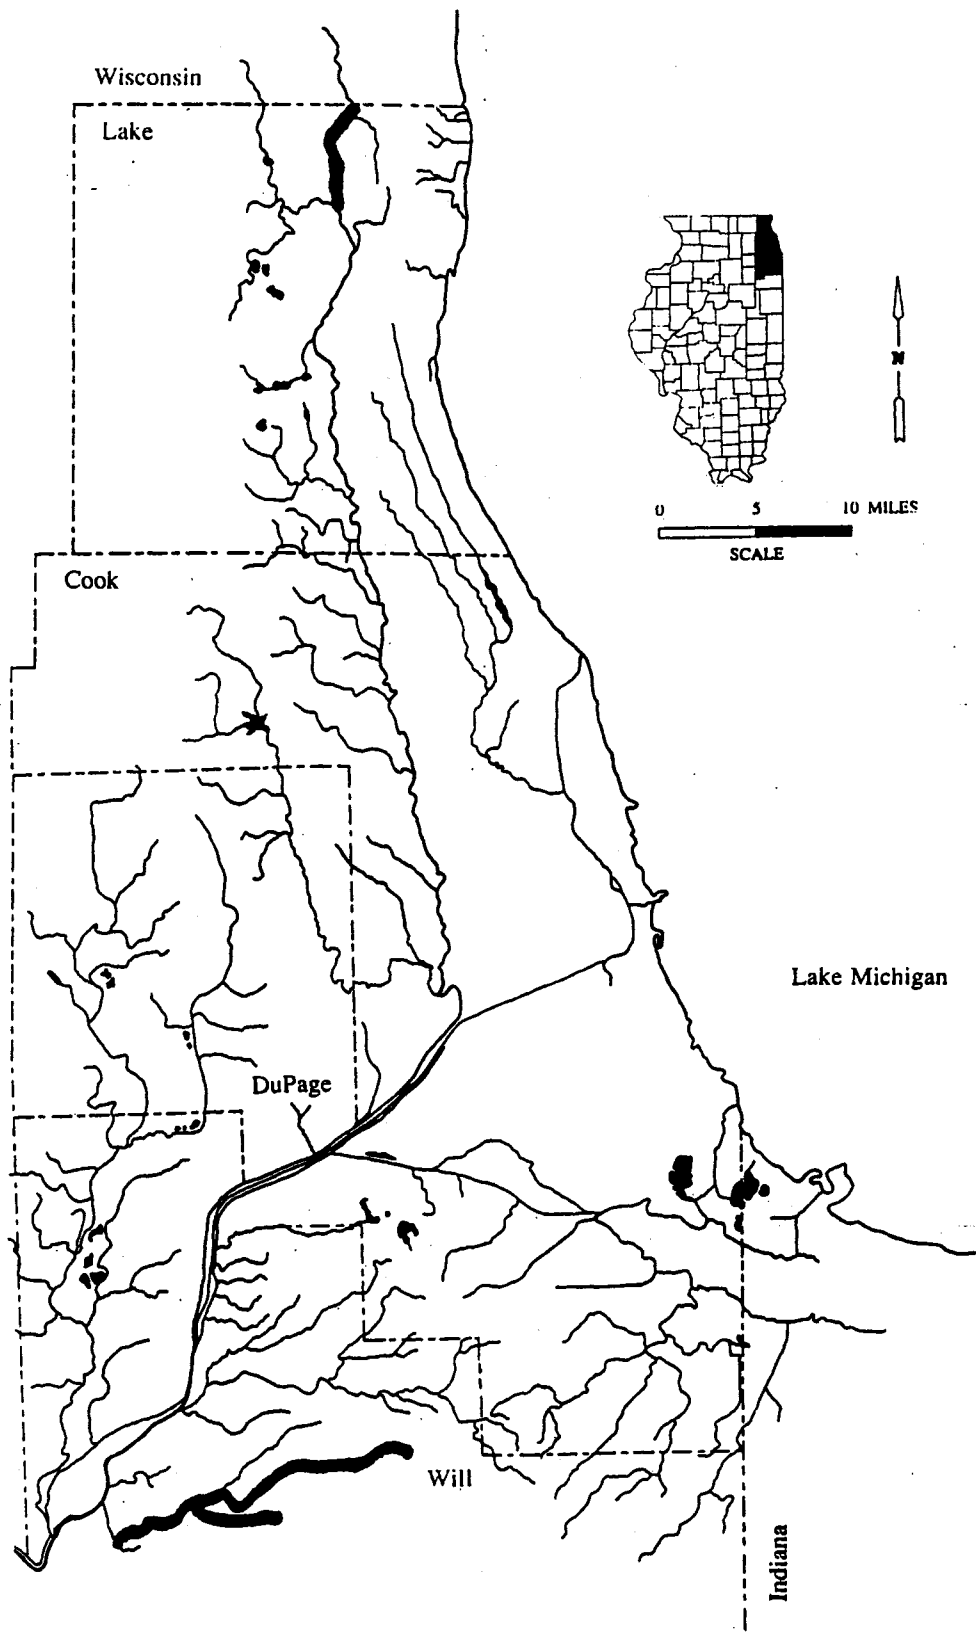 Wisconsin
Lake
N
0 5 10 MILES
SCALE
Cook
Lake Michigan
DuPage
Will
Indiana